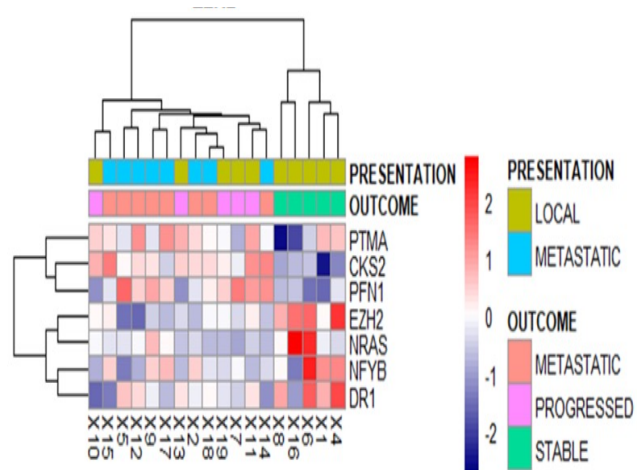 PRESENTATION
OUTCOME
PTMA
CKS2
PFN1
EZH2
NRAS
NFYB
DR1
X10
X15
X5
X12
X9
X17
X13
X2
X18
X19
X7
X11
X14
X8
X16
X6
X1
X4
2
1
0
-1
-2
PRESENTATION
LOCAL
METASTATIC
OUTCOME
METASTATIC
PROGRESSED
STABLE